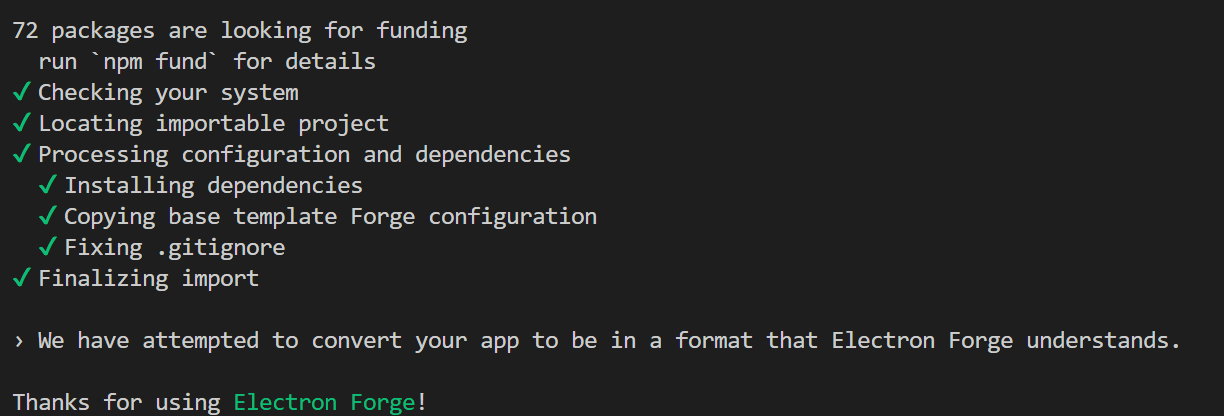 72 packages are looking for funding
  run `npm fund` for details
✓ Checking your system
✓ Locating importable project
✓ Processing configuration and dependencies
  ✓ Installing dependencies
  ✓ Copying base template Forge configuration
  ✓ Fixing .gitignore
✓ Finalizing import
› We have attempted to convert your app to be in a format that Electron Forge understands.
Thanks for using Electron Forge!